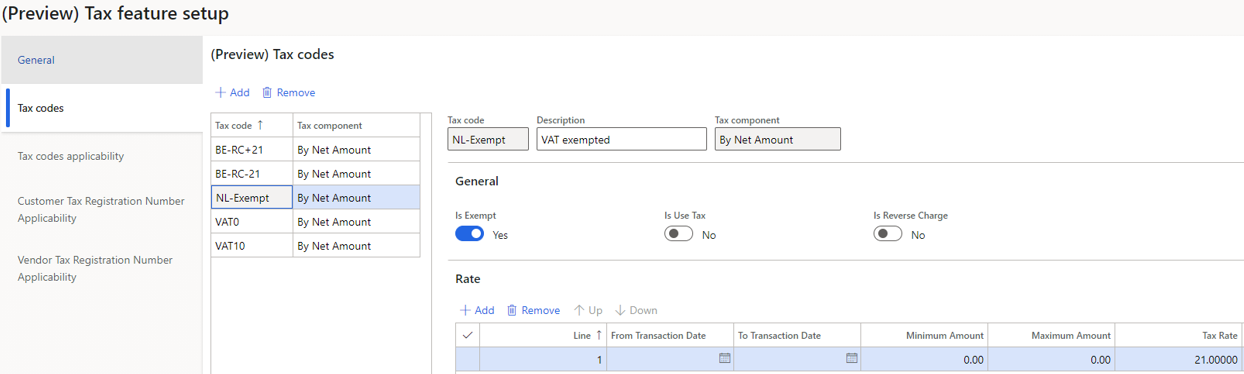 (Preview) Tax feature setup
General
Tax codes
Tax codes applicability
Customer Tax Registration Number
Applicability
Vendor Tax Registration Number
Applicability
(Preview) Tax codes
Add Remove
Tax code ↑ Tax component
BE-RC+21 By Net Amount
BE-RC-21 By Net Amount
NL-Exempt By Net Amount
VAT0 By Net Amount
VAT10 By Net Amount
Tax code Description Tax component
NL-Exempt VAT exempted By Net Amount
General
Is Exempt Is Use Tax Is Reverse Charge
Yes No No
Rate
Add Remove ↑ Up ↓ Down
Line ↑ From Transaction Date To Transaction Date Minimum Amount Maximum Amount Tax Rate
1 0.00 0.00 21.00000